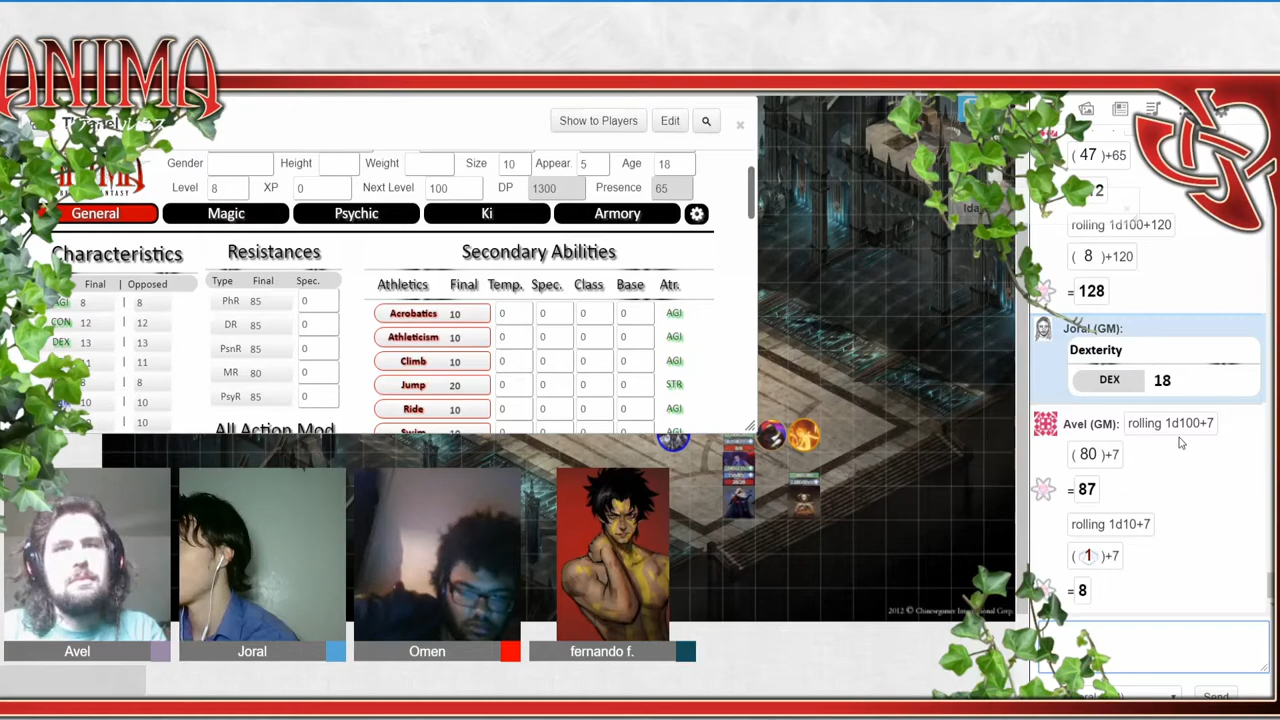 ANIMA
Show to Players Edit
Gender Height Weight Size 10 Appear. 5 Age 18
Level 8 XP 0 Next Level 100 DP 1300 Presence 65
General Magic Psychic Ki Armory
Characteristics Resistances Secondary Abilities
Final | Opposed Type Final Spec. Athletics Final Temp. Spec. Class Base Atr.
AGI 8 | 8 PhR 85 0 Acrobatics 10 0 0 0 0 AGI
CON 12 | 12 DR 85 0 Athleticism 10 0 0 0 0 AGI
DEX 13 | 13 PsnR 85 0 Climb 10 0 0 0 0 AGI
11 MR 80 0 Jump 20 0 0 0 0 STR
8 | 8 PsyR 85 0 Ride 10 0 0 0 0 AGI
10 | 10 All Action Mod Swim
10 | 10
( 47 )+65
2
rolling 1d100+120
( 8 )+120
= 128
Joral (GM):
Dexterity
DEX 18
Avel (GM): rolling 1d100+7
( 80 )+7
= 87
rolling 1d10+7
( 1 )+7
= 8
2012 © Chinesegamer International Corp.
Avel Joral Omen fernando f.
Send